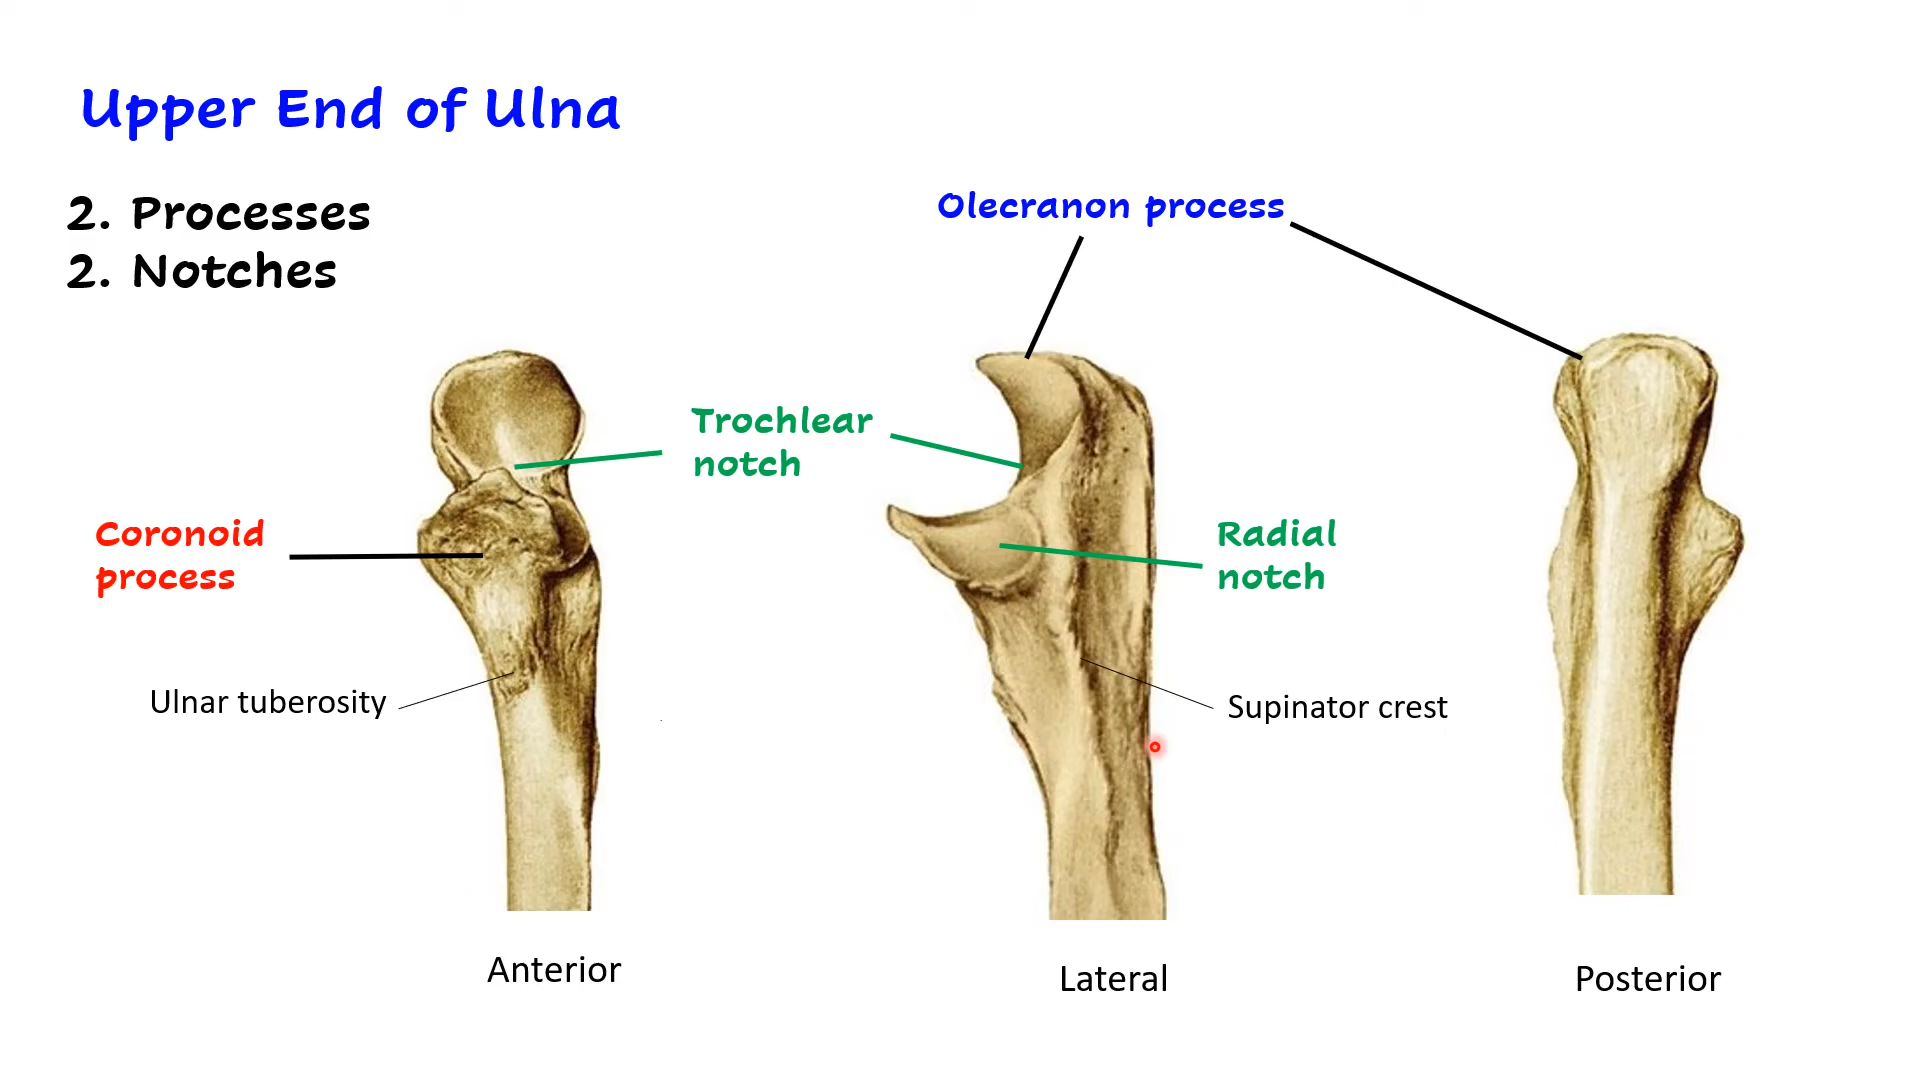 Upper End of Ulna
2. Processes
2. Notches
Olecranon process
Trochlear
notch
Coronoid
process
Radial
notch
Ulnar tuberosity
Supinator crest
Anterior
Lateral
Posterior